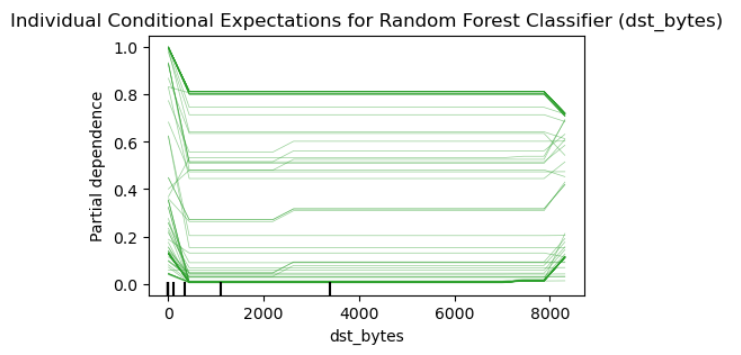 Individual Conditional Expectations for Random Forest Classifier (dst_bytes)
1.0
0.8
0.6
0.4
0.2
0.0
Partial dependence
0 2000 4000 6000 8000
dst_bytes